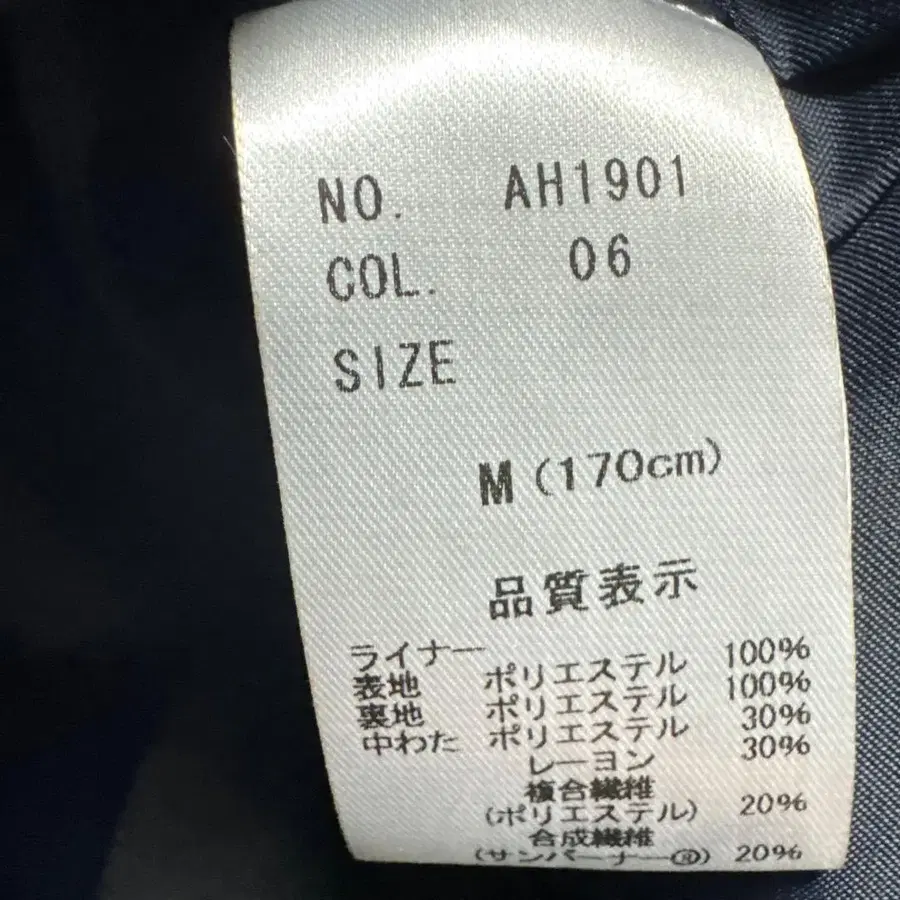 NO. AH1901
COL. 06
SIZE
M(170cm)
品質表示
ライナー
表地 ポリエステル 100%
裏地 ポリエステル 100%
中わた ポリエステル 30%
レーヨン 30%
複合繊維
(ポリエステル) 20%
合成繊維
(サンバーナー®) 20%